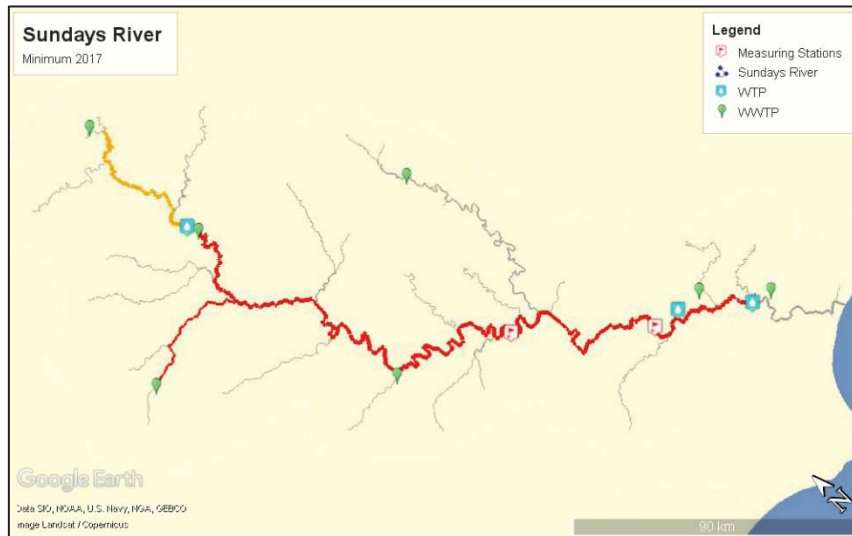 Sundays River
Minimum 2017
Legend
Measuring Stations
Sundays River
WTP
WWTP
Google Earth
Data SIO, NOAA, U.S. Navy, NGA, GEBCO
Image Landsat / Copernicus
90 km
N